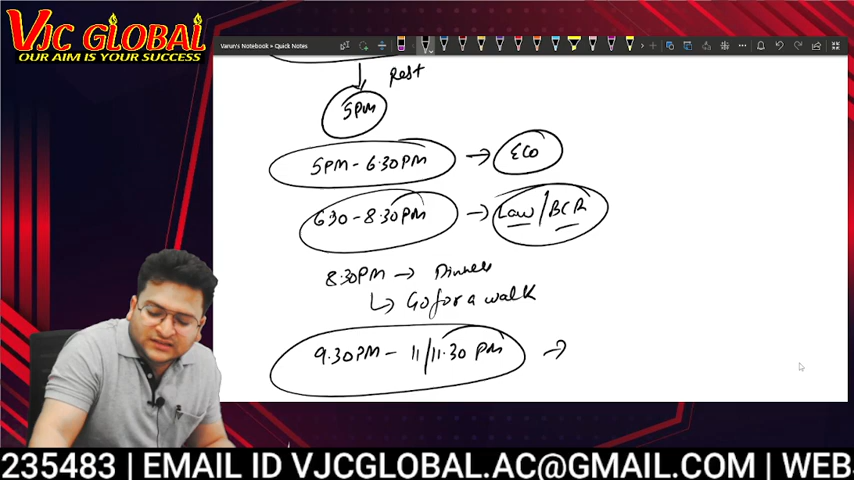 VJC GLOBAL
OUR AIM IS YOUR SUCCESS
Varun's Notebook » Quick Notes
Rest
5PM
5PM - 6.30PM → ECO
6.30 - 8.30PM → Law/BCR
8.30PM → Dinner
↳ Go for a walk
9.30PM - 11/11.30 PM →
235483 | EMAIL ID VJCGLOBAL.AC@GMAIL.COM | WEB